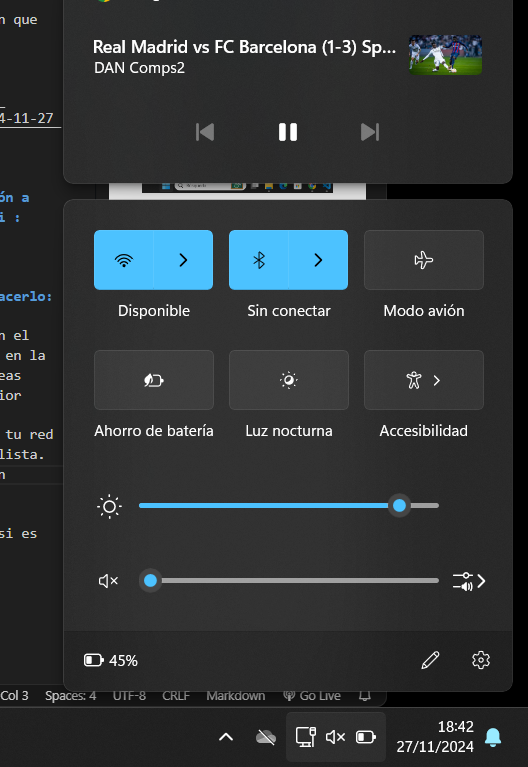 n que
Real Madrid vs FC Barcelona (1-3) Sp...
DAN Comps2
4-11-27
ón a
i :
acerlo:
n el
en la
eas
ior
tu red
lista.
n
si es
Disponible
Sin conectar
Modo avión
Ahorro de batería
Luz nocturna
Accesibilidad
45%
Col 3 Spaces: 4 UTF-8 CRLF Markdown Go Live
18:42
27/11/2024